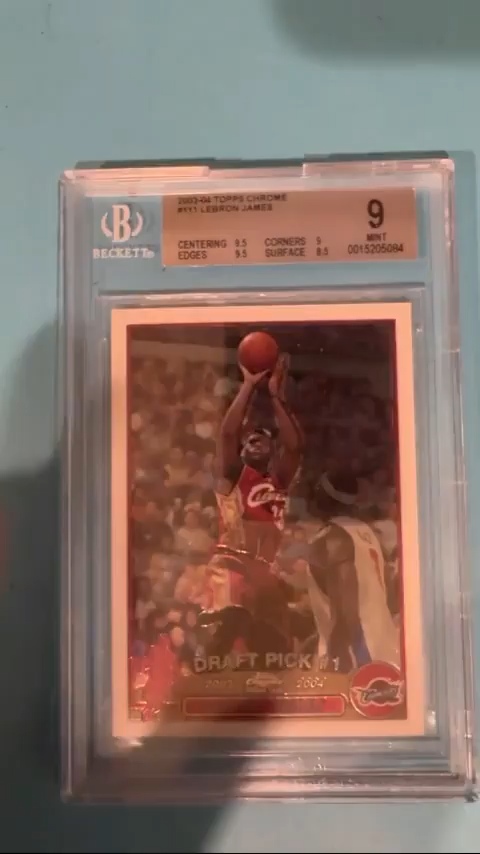 2003-04 TOPPS CHROME
#111 LEBRON JAMES
9
MINT
0015205084
CENTERING 9.5 CORNERS 9
EDGES 9.5 SURFACE 8.5
B
BECKETT
Cavs
DRAFT PICK #1
2003 Chrome 2004